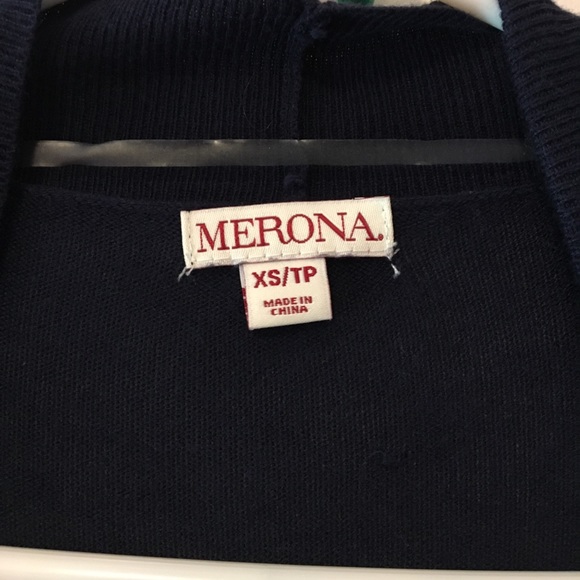 MERONA.
XS/TP
MADE IN
CHINA